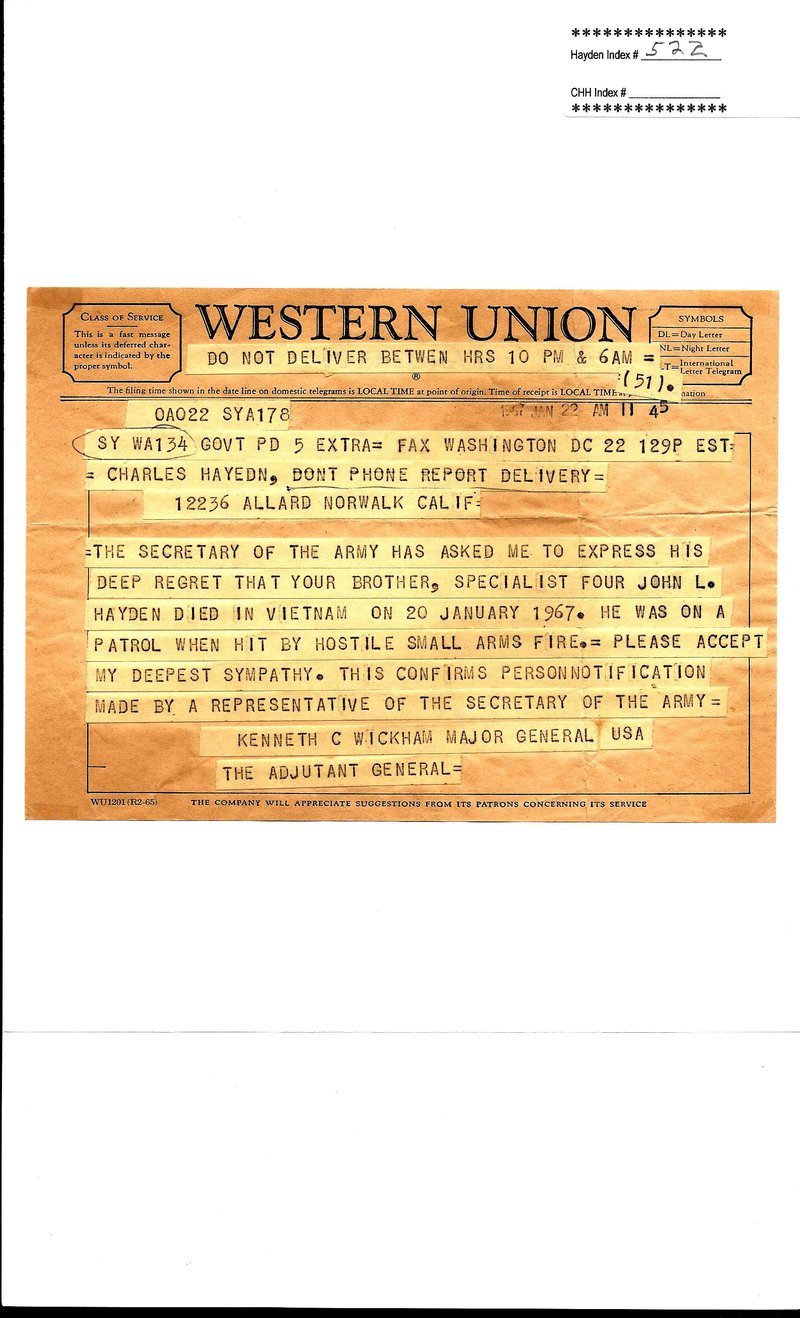 ***************
Hayden Index # 522
CHH Index #
***************
CLASS OF SERVICE
This is a fast message
unless its deferred char-
acter is indicated by the
proper symbol.
WESTERN UNION
SYMBOLS
DL=Day Letter
NL=Night Letter
LT=International
Letter Telegram
DO NOT DELIVER BETWEN HRS 10 PM & 6AM =
®
(51).
The filing time shown in the date line on domestic telegrams is LOCAL TIME at point of origin. Time of receipt is LOCAL TIME
OA022 SYA178
1967 JAN 22 AM 11 45
SY WA134 GOVT PD 5 EXTRA= FAX WASHINGTON DC 22 129P EST=
= CHARLES HAYEDN, DONT PHONE REPORT DELIVERY=
12236 ALLARD NORWALK CALIF=
=THE SECRETARY OF THE ARMY HAS ASKED ME TO EXPRESS HIS
DEEP REGRET THAT YOUR BROTHER, SPECIALIST FOUR JOHN L.
HAYDEN DIED IN VIETNAM ON 20 JANUARY 1967. HE WAS ON A
PATROL WHEN HIT BY HOSTILE SMALL ARMS FIRE.= PLEASE ACCEPT
MY DEEPEST SYMPATHY. THIS CONFIRMS PERSONNOTIFICATION
MADE BY A REPRESENTATIVE OF THE SECRETARY OF THE ARMY=
KENNETH C WICKHAM MAJOR GENERAL USA
THE ADJUTANT GENERAL=
WU1201 (R2-65) THE COMPANY WILL APPRECIATE SUGGESTIONS FROM ITS PATRONS CONCERNING ITS SERVICE